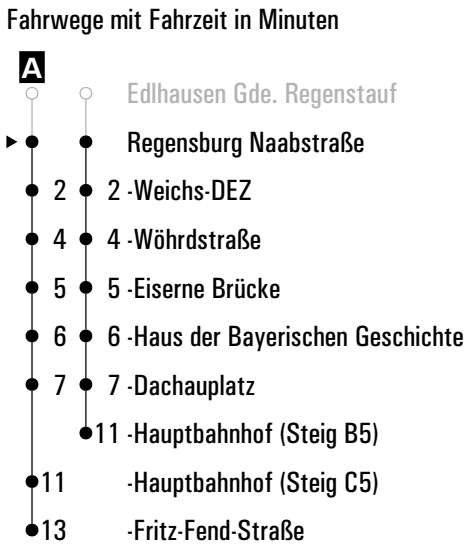 Fahrwege mit Fahrzeit in Minuten
A
Edlhausen Gde. Regenstauf
Regensburg Naabstraße
2 2 -Weichs-DEZ
4 4 -Wöhrdstraße
5 5 -Eiserne Brücke
6 6 -Haus der Bayerischen Geschichte
7 7 -Dachauplatz
11 -Hauptbahnhof (Steig B5)
11 -Hauptbahnhof (Steig C5)
13 -Fritz-Fend-Straße